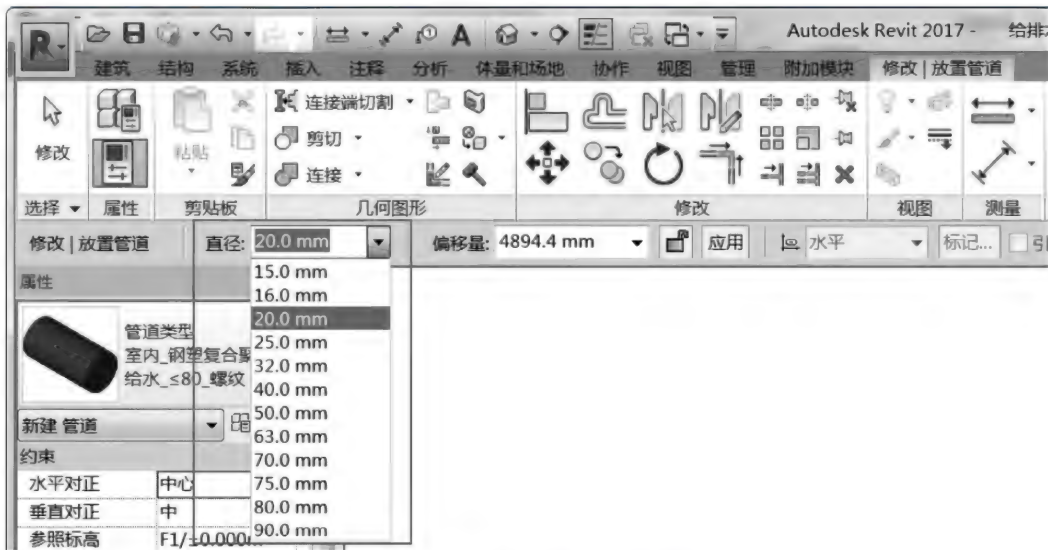 Autodesk Revit 2017 - 给排
R
A
建筑 结构 系统 插入 注释 分析 体量和场地 协作 视图 管理 附加模块 修改 | 放置管道
修改
粘贴
连接端切割
剪切
连接
选择 属性 剪贴板 几何图形 修改 视图 测量
修改 | 放置管道 直径: 20.0 mm 偏移量: 4894.4 mm 应用 水平 标记... 引
属性
管道类型
室内_钢塑复合聚
给水_≤80_螺纹
新建 管道
约束
水平对正 中心
垂直对正 中
参照标高 F1/±0.000m
15.0 mm
16.0 mm
20.0 mm
25.0 mm
32.0 mm
40.0 mm
50.0 mm
63.0 mm
70.0 mm
75.0 mm
80.0 mm
90.0 mm